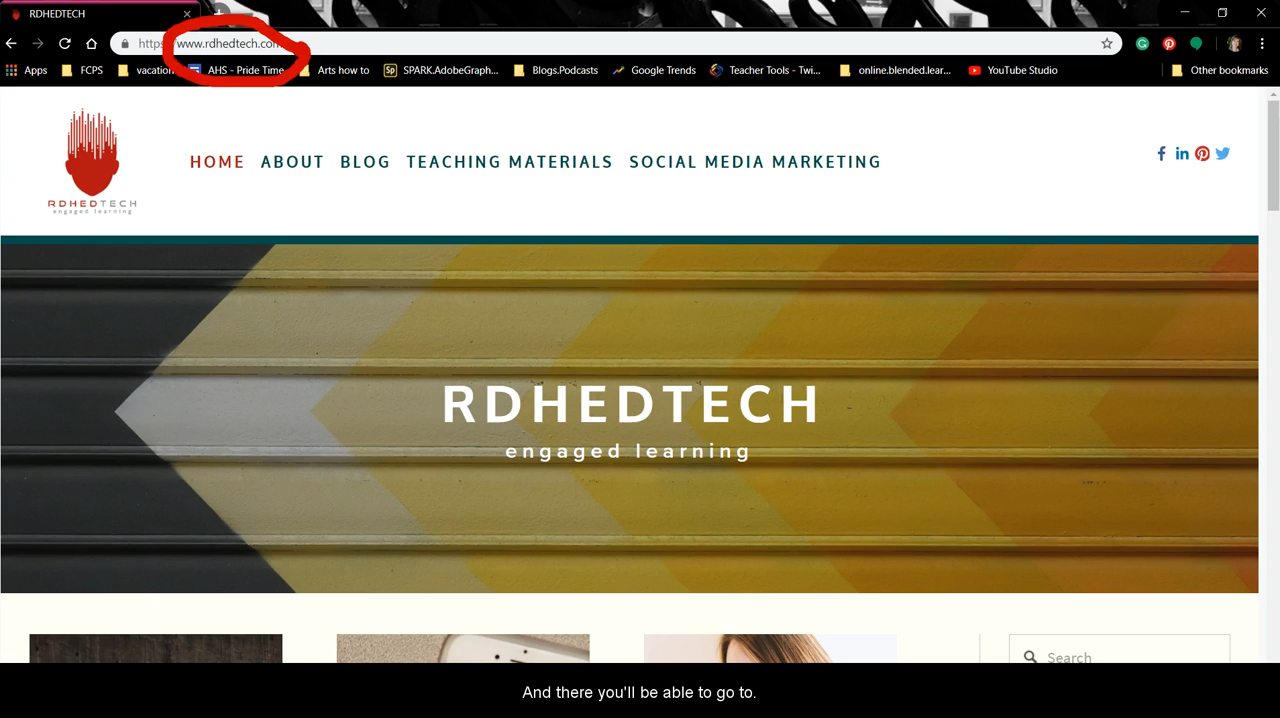 RDHEDTECH
https www.rdhedtech.com
Apps FCPS vacation AHS - Pride Time Arts how to SPARK.AdobeGraph... Blogs.Podcasts Google Trends Teacher Tools - Twi... online.blended.lear... YouTube Studio Other bookmarks
HOME ABOUT BLOG TEACHING MATERIALS SOCIAL MEDIA MARKETING
RDHEDTECH
engaged learning
RDHEDTECH
engaged learning
Search
And there you'll be able to go to.